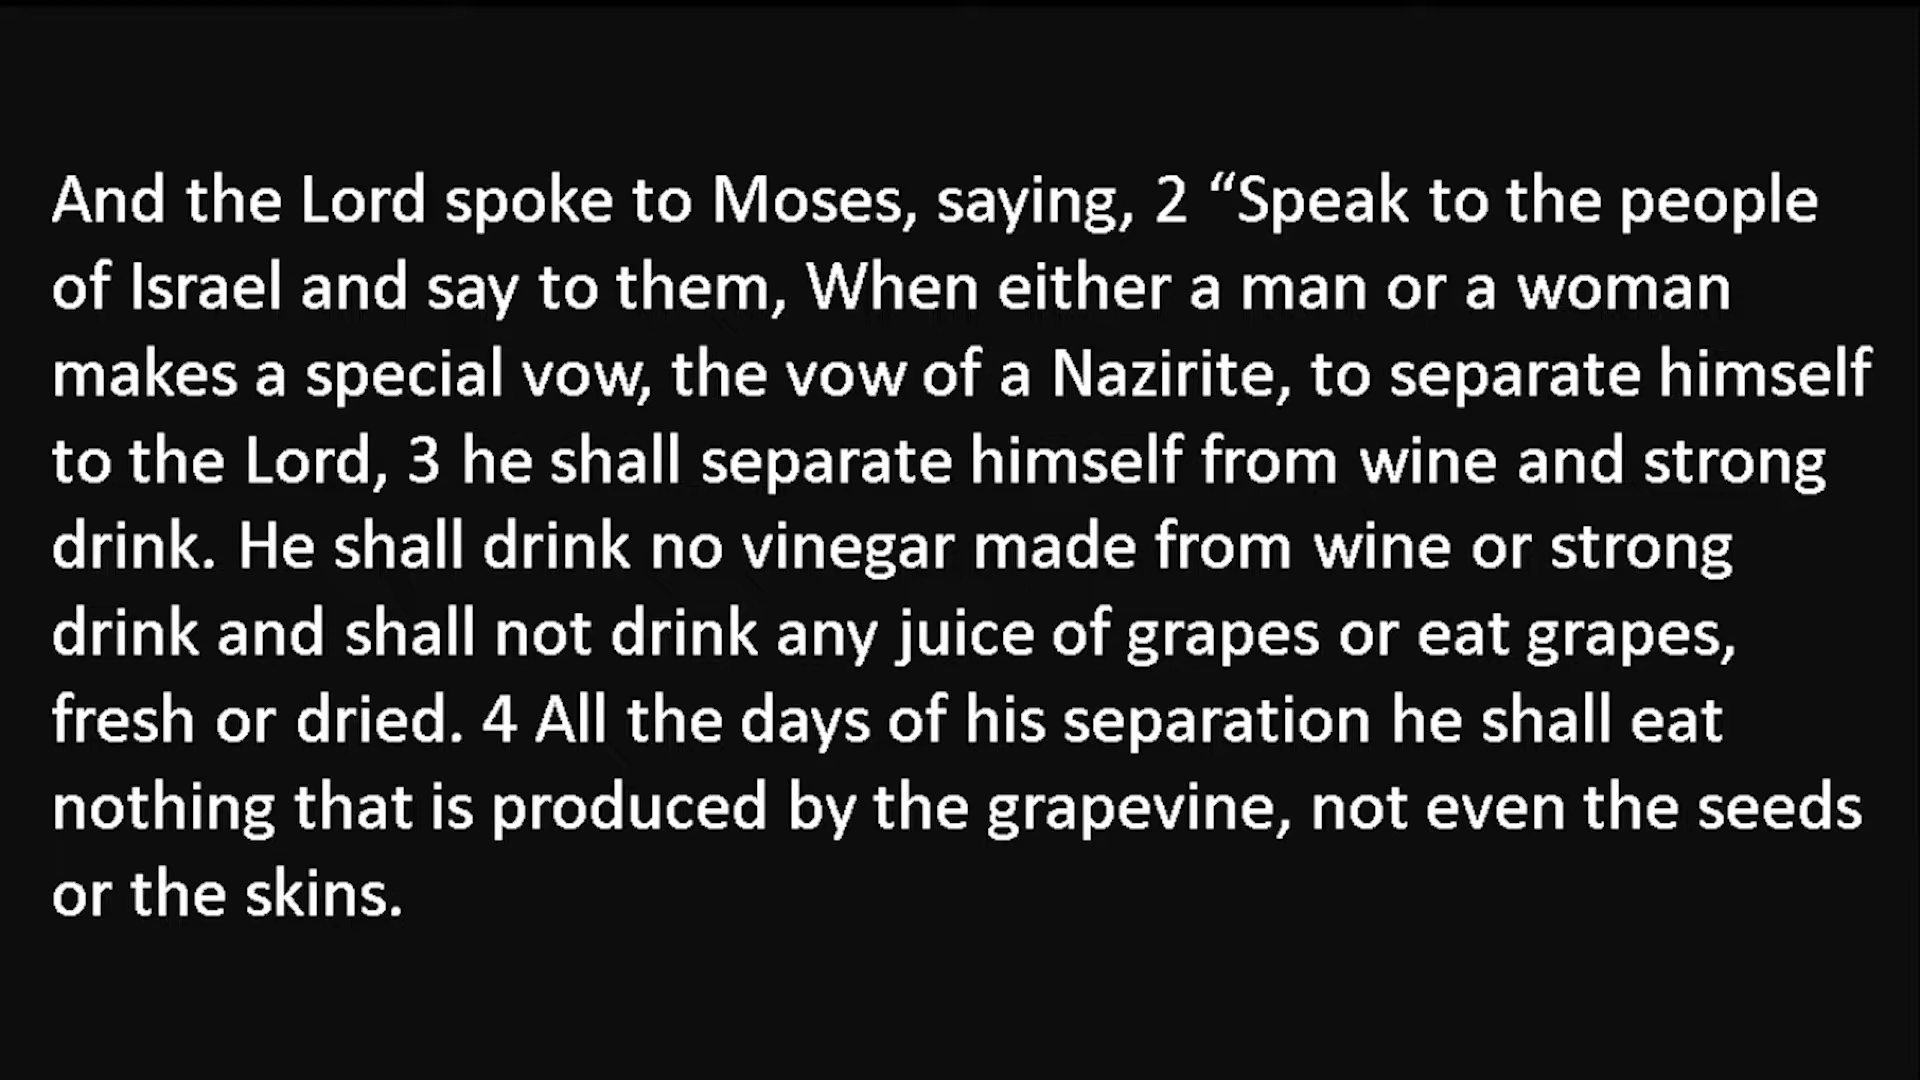 And the Lord spoke to Moses, saying, 2 “Speak to the people
of Israel and say to them, When either a man or a woman
makes a special vow, the vow of a Nazirite, to separate himself
to the Lord, 3 he shall separate himself from wine and strong
drink. He shall drink no vinegar made from wine or strong
drink and shall not drink any juice of grapes or eat grapes,
fresh or dried. 4 All the days of his separation he shall eat
nothing that is produced by the grapevine, not even the seeds
or the skins.